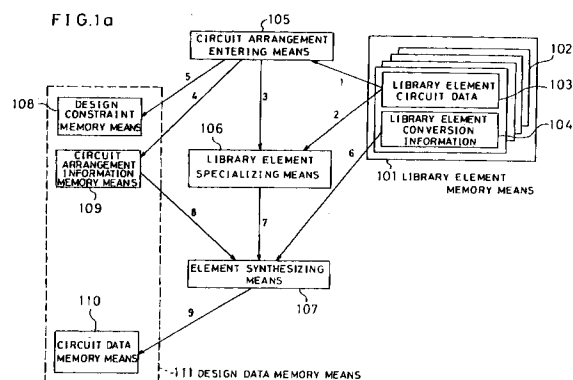 FIG.1a
105
CIRCUIT ARRANGEMENT
ENTERING MEANS
102
LIBRARY ELEMENT
CIRCUIT DATA
103
LIBRARY ELEMENT
CONVERSION
INFORMATION
104
101 LIBRARY ELEMENT
MEMORY MEANS
5
4
3
1
2
6
108
DESIGN
CONSTRAINT
MEMORY MEANS
106
CIRCUIT
ARRANGEMENT
INFORMATION
MEMORY MEANS
109
LIBRARY ELEMENT
SPECIALIZING MEANS
8
7
ELEMENT SYNTHESIZING
MEANS
107
9
110
CIRCUIT DATA
MEMORY MEANS
111 DESIGN DATA MEMORY MEANS